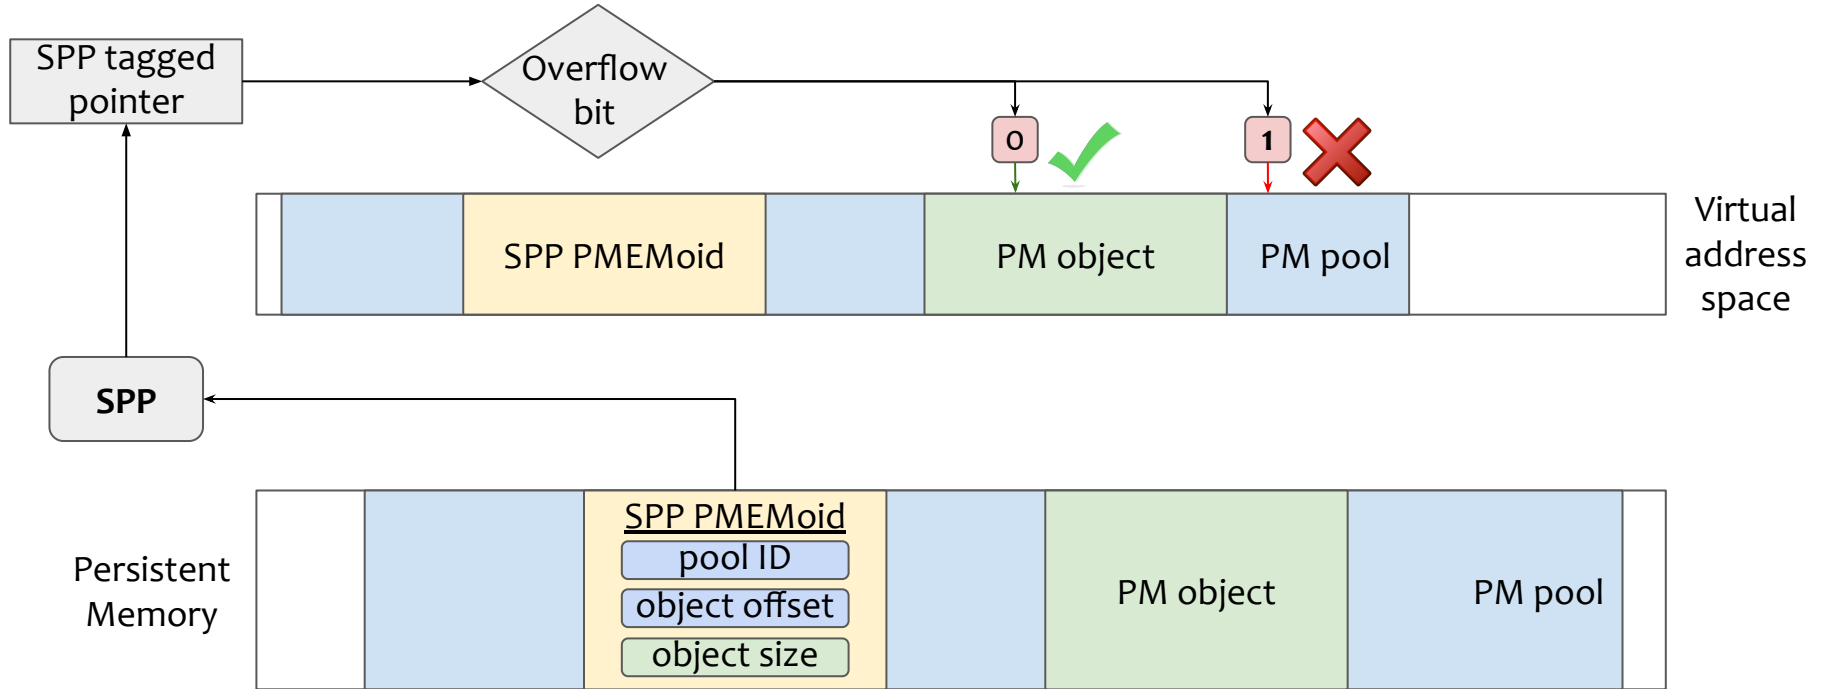 SPP tagged
pointer
Overflow
bit
0
1
SPP PMEMoid
PM object
PM pool
Virtual
address
space
SPP
Persistent
Memory
SPP PMEMoid
pool ID
object offset
object size
PM object
PM pool